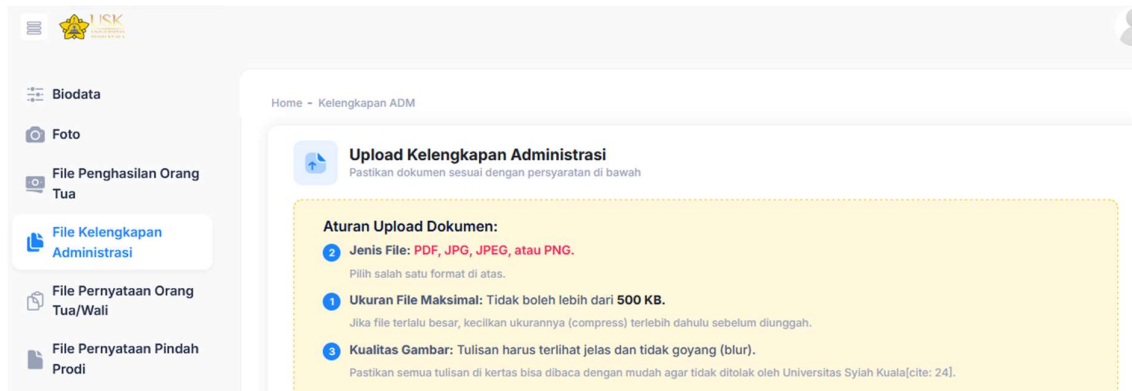 USK
Biodata
Foto
File Penghasilan Orang
Tua
File Kelengkapan
Administrasi
File Pernyataan Orang
Tua/Wali
File Pernyataan Pindah
Prodi
Home - Kelengkapan ADM
Upload Kelengkapan Administrasi
Pastikan dokumen sesuai dengan persyaratan di bawah
Aturan Upload Dokumen:
2 Jenis File: PDF, JPG, JPEG, atau PNG.
Pilih salah satu format di atas.
1 Ukuran File Maksimal: Tidak boleh lebih dari 500 KB.
Jika file terlalu besar, kecilkan ukurannya (compress) terlebih dahulu sebelum diunggah.
3 Kualitas Gambar: Tulisan harus terlihat jelas dan tidak goyang (blur).
Pastikan semua tulisan di kertas bisa dibaca dengan mudah agar tidak ditolak oleh Universitas Syiah Kuala[cite: 24].